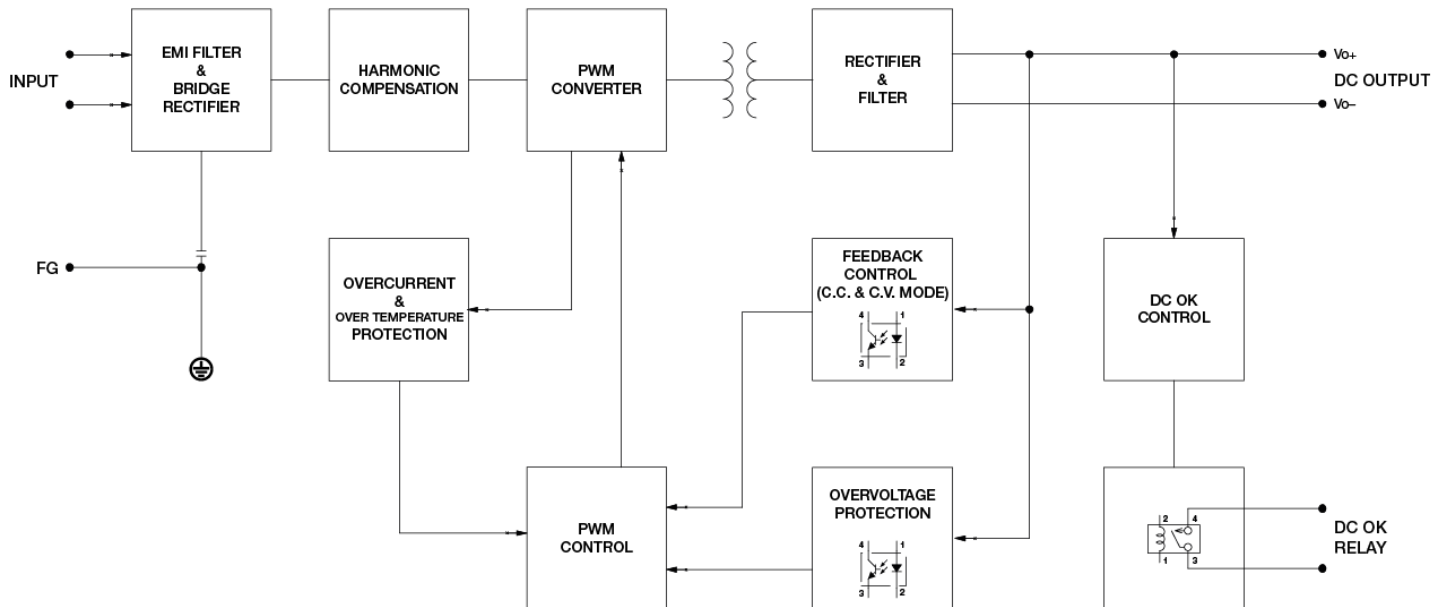 INPUT
EMI FILTER
&
BRIDGE
RECTIFIER
HARMONIC
COMPENSATION
PWM
CONVERTER
RECTIFIER
&
FILTER
Vo+
DC OUTPUT
Vo–
FG
OVERCURRENT
&
OVER TEMPERATURE
PROTECTION
FEEDBACK
CONTROL
(C.C. & C.V. MODE)
4 1
3 2
DC OK
CONTROL
PWM
CONTROL
OVERVOLTAGE
PROTECTION
4 1
3 2
2 4
1 3
DC OK
RELAY